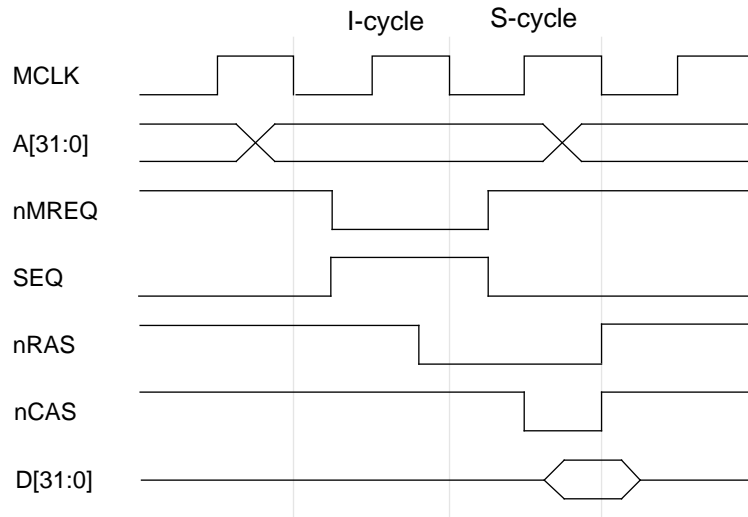 I-cycle S-cycle
MCLK
A[31:0]
nMREQ
SEQ
nRAS
nCAS
D[31:0]